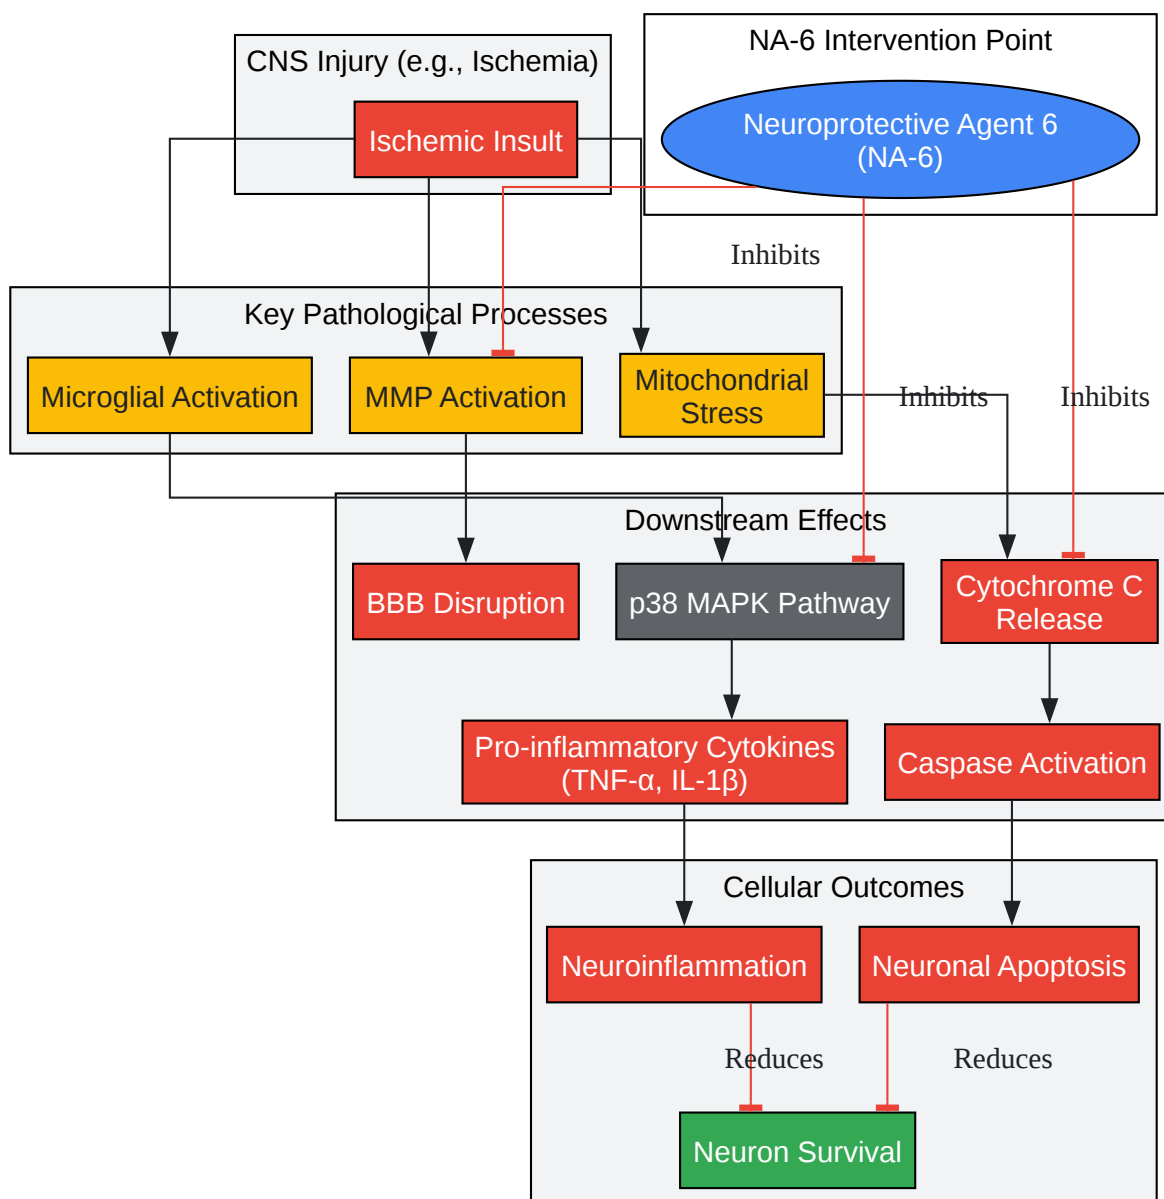 NA-6 Intervention Point
CNS Injury (e.g., Ischemia)
Neuroprotective Agent 6
(NA-6)
Ischemic Insult
Inhibits
Key Pathological Processes
Microglial Activation
MMP Activation
Mitochondrial
Stress
Inhibits
Inhibits
Downstream Effects
BBB Disruption
p38 MAPK Pathway
Cytochrome C
Release
Pro-inflammatory Cytokines
(TNF-α, IL-1β)
Caspase Activation
Cellular Outcomes
Neuroinflammation
Neuronal Apoptosis
Reduces
Reduces
Neuron Survival